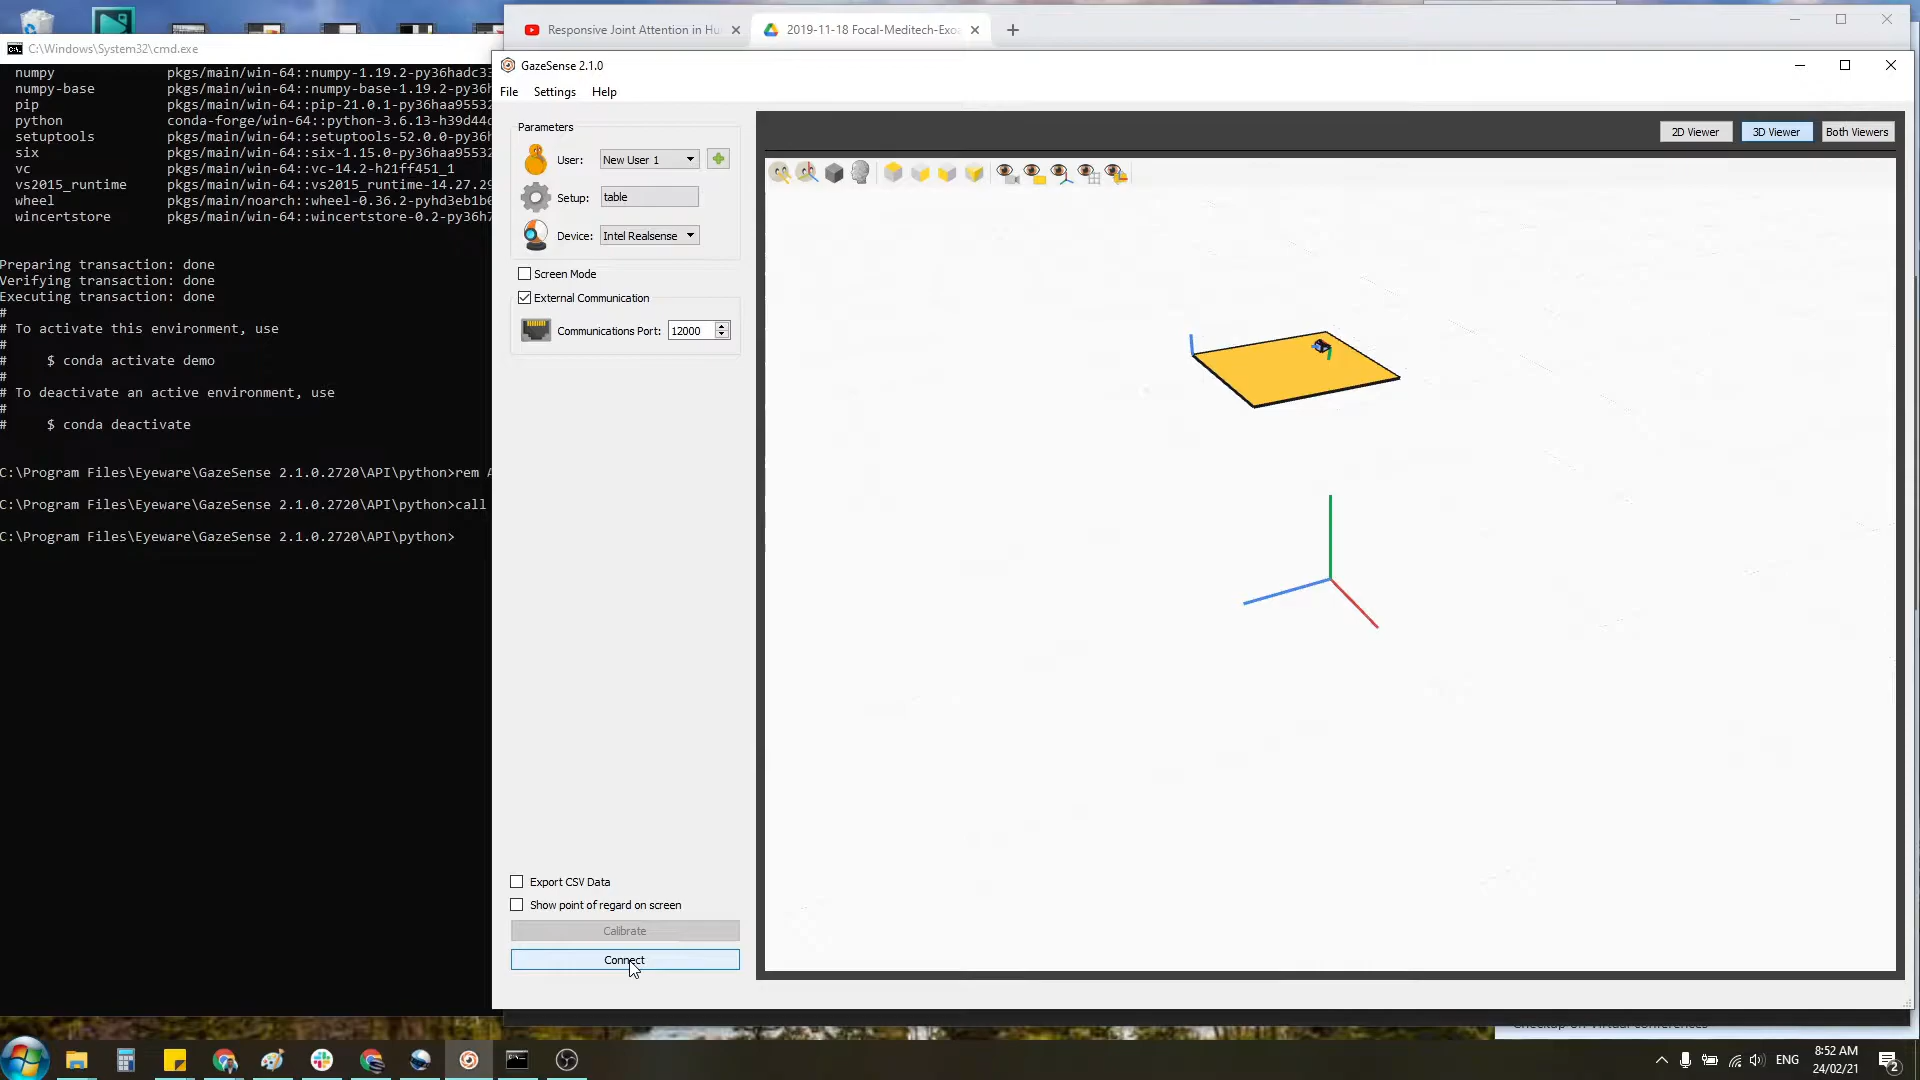 Responsive Joint Attention in Hu
2019-11-18 Focal-Meditech-Exoa
C:\Windows\System32\cmd.exe
numpy pkgs/main/win-64::numpy-1.19.2-py36hadc33
numpy-base pkgs/main/win-64::numpy-base-1.19.2-py36
pip pkgs/main/win-64::pip-21.0.1-py36haa95532
python conda-forge/win-64::python-3.6.13-h39d44d
setuptools pkgs/main/win-64::setuptools-52.0.0-py36h
six pkgs/main/win-64::six-1.15.0-py36haa95532
vc pkgs/main/win-64::vc-14.2-h21ff451_1
vs2015_runtime pkgs/main/win-64::vs2015_runtime-14.27.29
wheel pkgs/main/noarch::wheel-0.36.2-pyhd3eb1b0
wincertstore pkgs/main/win-64::wincertstore-0.2-py36h7
Preparing transaction: done
Verifying transaction: done
Executing transaction: done
#
# To activate this environment, use
#
# $ conda activate demo
#
# To deactivate an active environment, use
#
# $ conda deactivate
C:\Program Files\Eyeware\GazeSense 2.1.0.2720\API\python>rem
C:\Program Files\Eyeware\GazeSense 2.1.0.2720\API\python>call
C:\Program Files\Eyeware\GazeSense 2.1.0.2720\API\python>
GazeSense 2.1.0
File Settings Help
Parameters
User: New User 1
Setup: table
Device: Intel Realsense
Screen Mode
External Communication
Communications Port: 12000
Export CSV Data
Show point of regard on screen
Calibrate
Connect
2D Viewer 3D Viewer Both Viewers
ENG
8:52 AM
24/02/21
2